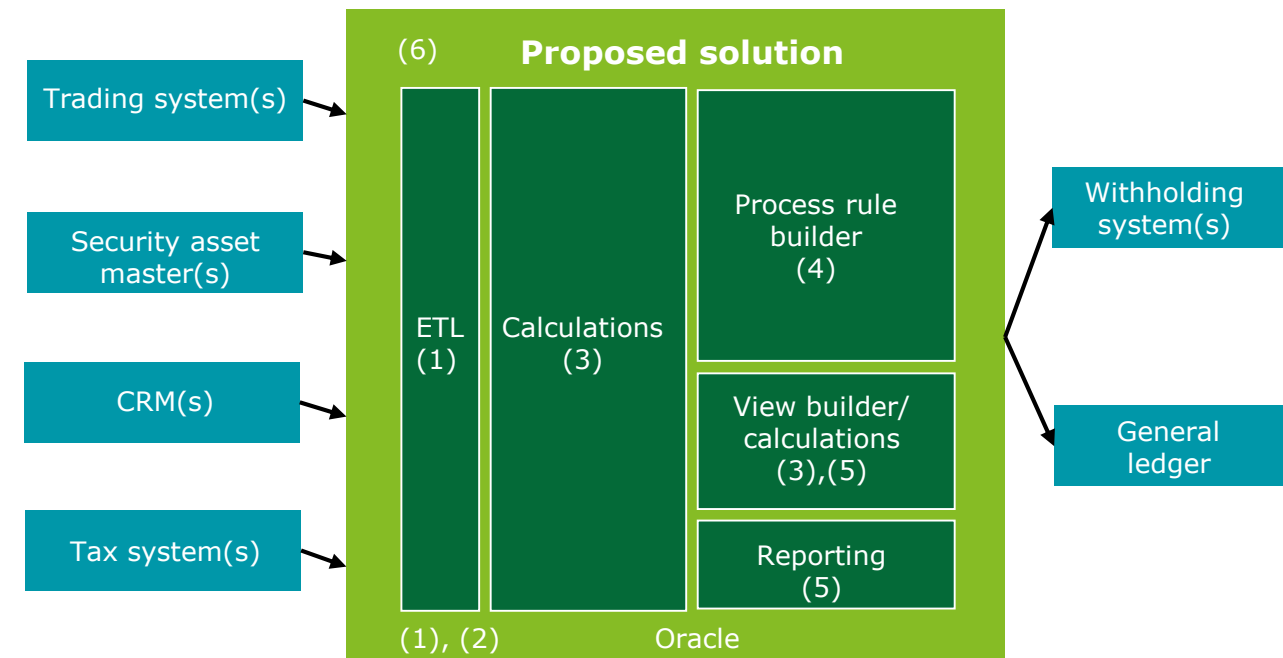 Trading system(s)
Security asset
master(s)
CRM(s)
Tax system(s)
(6) Proposed solution
ETL
(1)
Calculations
(3)
Process rule
builder
(4)
View builder/
calculations
(3),(5)
Reporting
(5)
(1), (2) Oracle
Withholding
system(s)
General
ledger